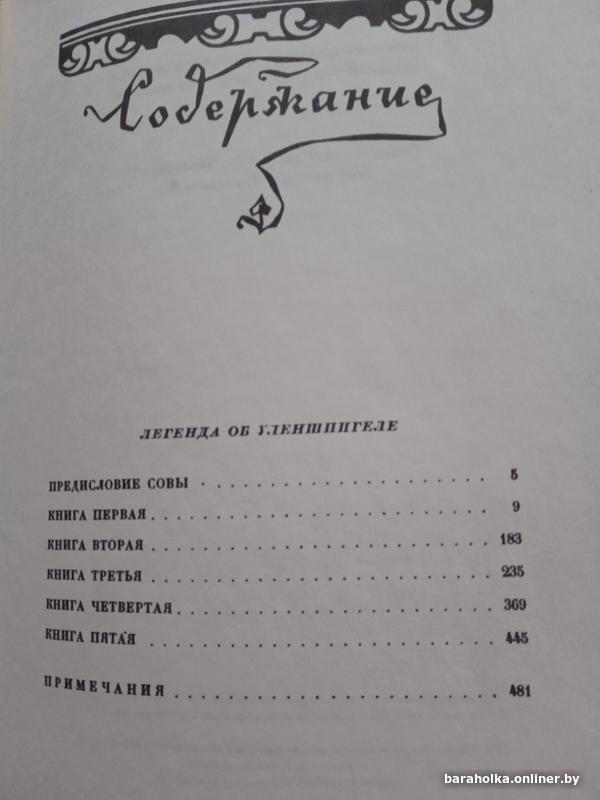 Содержание
ЛЕГЕНДА ОБ УЛЕНШПИГЕЛЕ
ПРЕДИСЛОВИЕ СОВЫ . . . . . . . . . . . . . . . . . . . . 5
КНИГА ПЕРВАЯ . . . . . . . . . . . . . . . . . . . . . . . 9
КНИГА ВТОРАЯ . . . . . . . . . . . . . . . . . . . . . . . 183
КНИГА ТРЕТЬЯ . . . . . . . . . . . . . . . . . . . . . . . 235
КНИГА ЧЕТВЕРТАЯ . . . . . . . . . . . . . . . . . . . . . 369
КНИГА ПЯТАЯ . . . . . . . . . . . . . . . . . . . . . . . 445
ПРИМЕЧАНИЯ . . . . . . . . . . . . . . . . . . . . . . . 481
baraholka.onliner.by